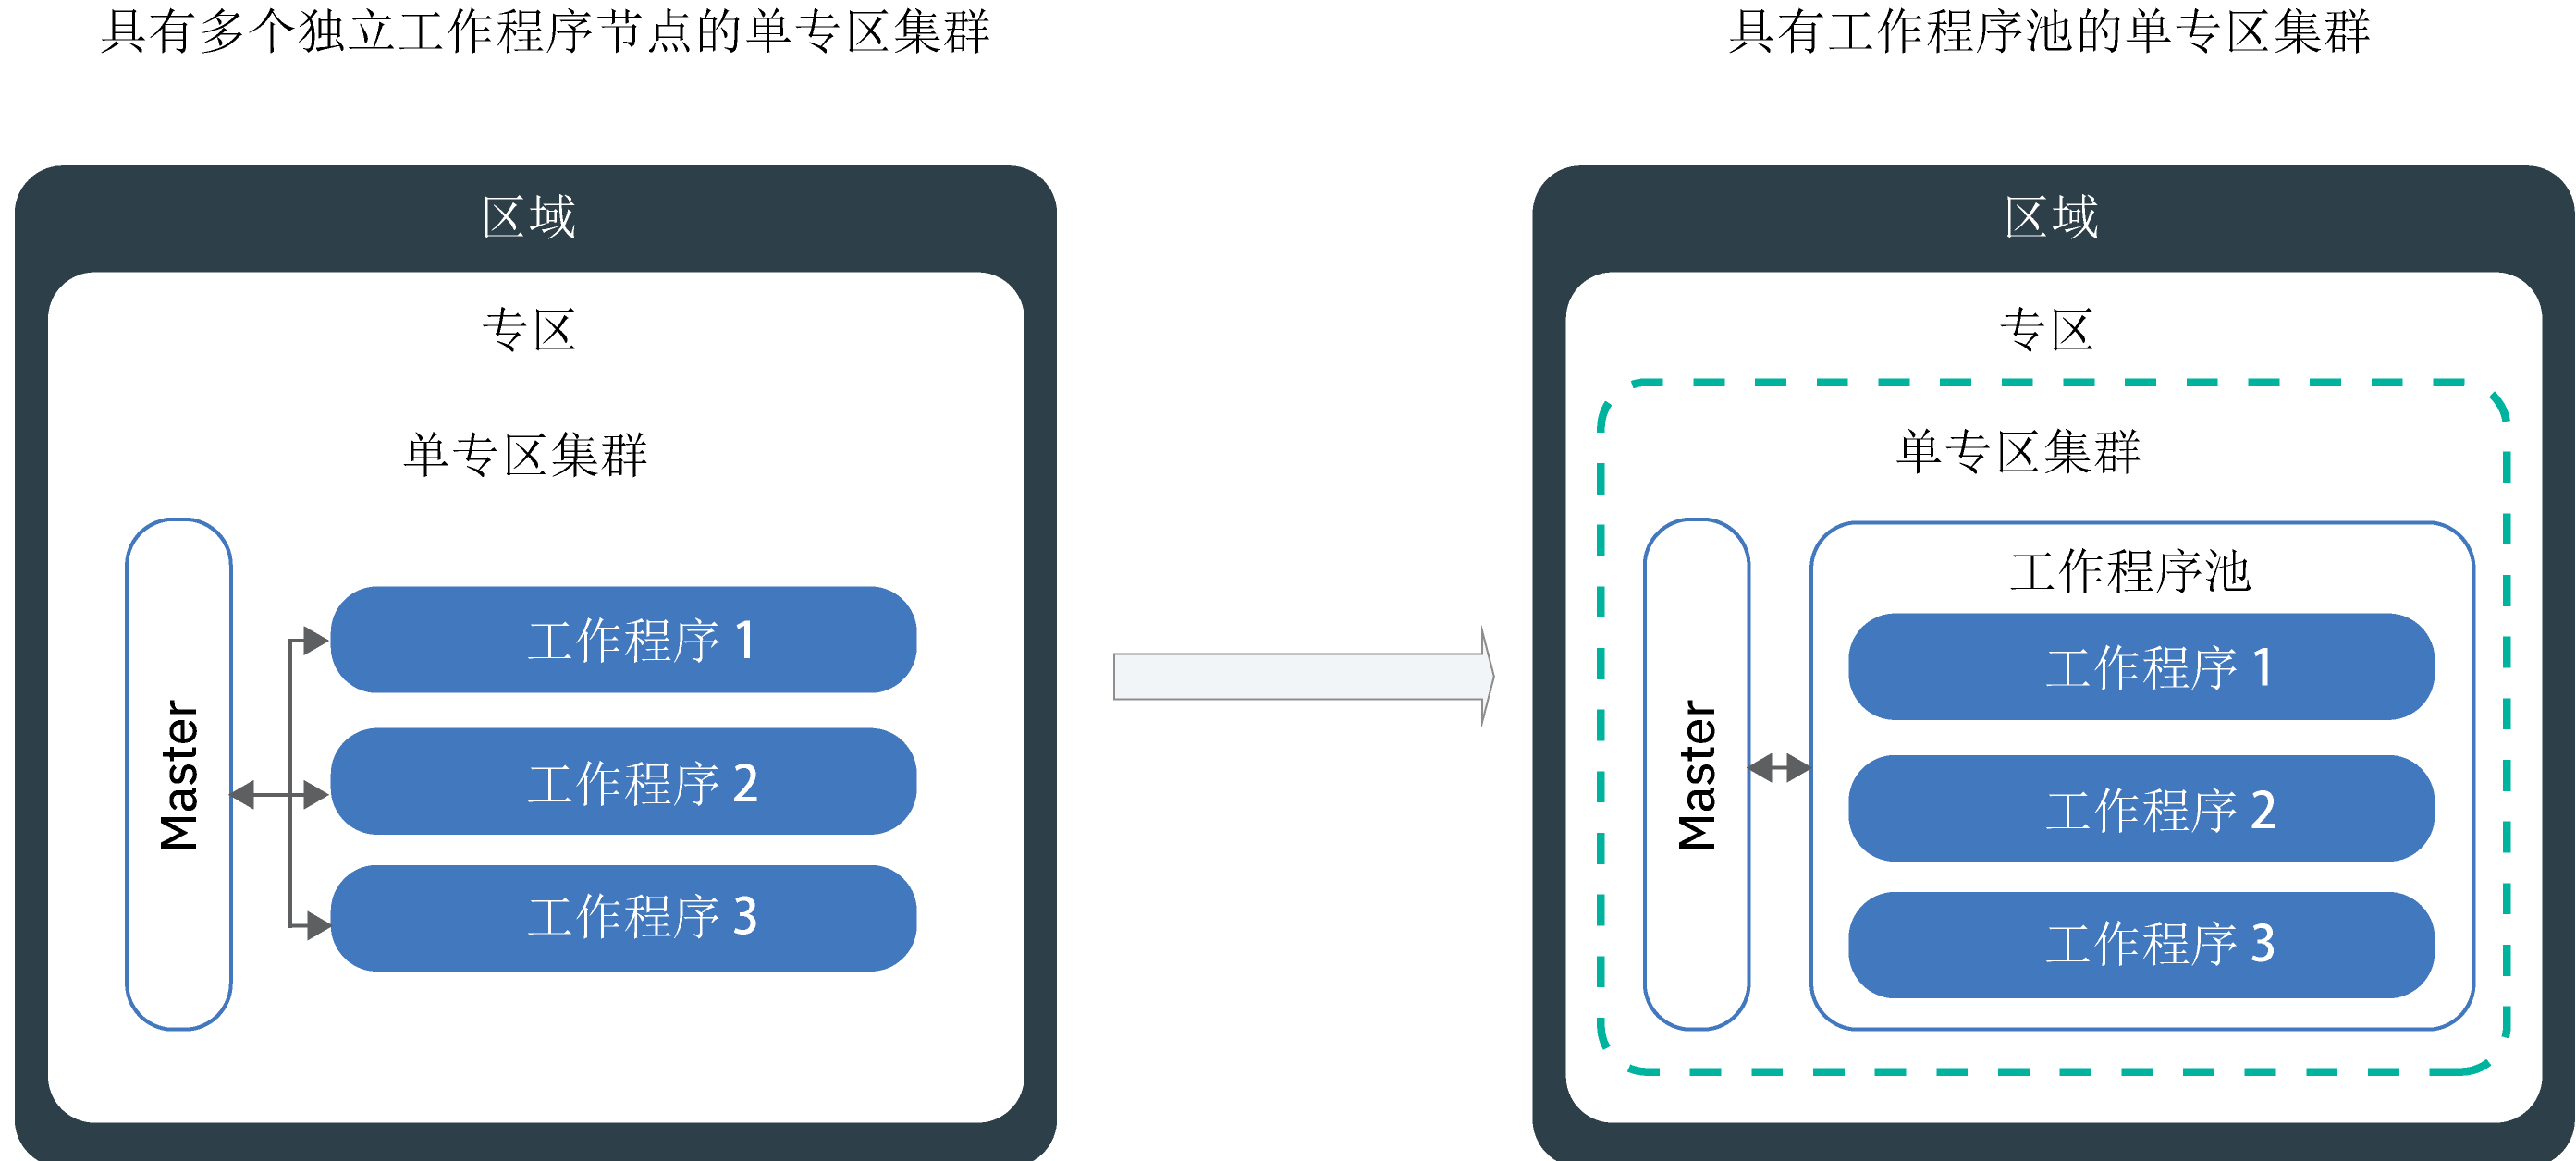 具有多个独立工作程序节点的单专区集群
区域
专区
单专区集群
Master
工作程序 1
工作程序 2
工作程序 3
具有工作程序池的单专区集群
区域
专区
单专区集群
Master
工作程序池
工作程序 1
工作程序 2
工作程序 3